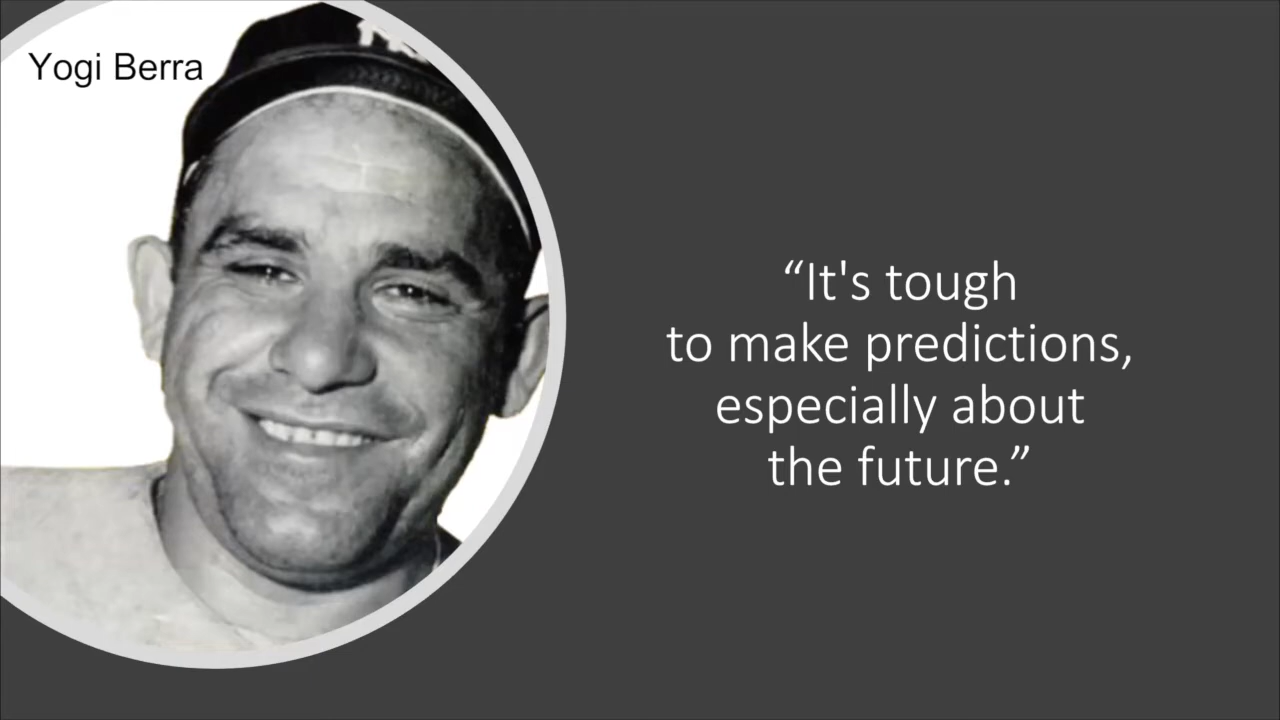 Yogi Berra
“It's tough
to make predictions,
especially about
the future.”